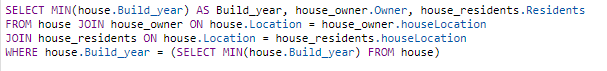 SELECT MIN(house.Build_year) AS Build_year, house_owner.Owner, house_residents.Residents
FROM house JOIN house_owner ON house.Location = house_owner.houseLocation
JOIN house_residents ON house.Location = house_residents.houseLocation
WHERE house.Build_year = (SELECT MIN(house.Build_year) FROM house)